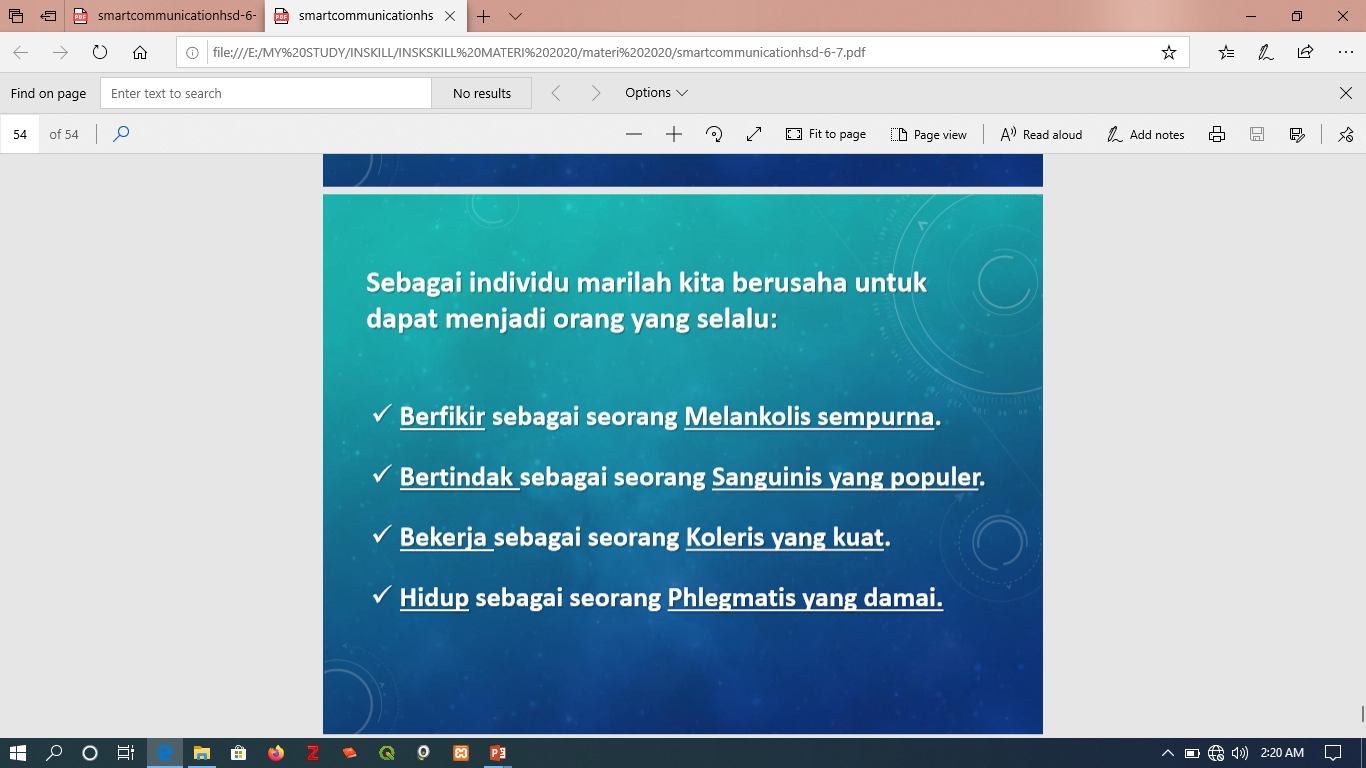 smartcommunicationhsd-6-
smartcommunicationhs
file:///E:/MY%20STUDY/INSKILL/INSKSKILL%20MATERI%202020/materi%202020/smartcommunicationhsd-6-7.pdf
Find on page Enter text to search No results Options
54 of 54 Fit to page Page view Read aloud Add notes
Sebagai individu marilah kita berusaha untuk
dapat menjadi orang yang selalu:
✓ Berfikir sebagai seorang Melankolis sempurna.
✓ Bertindak sebagai seorang Sanguinis yang populer.
✓ Bekerja sebagai seorang Koleris yang kuat.
✓ Hidup sebagai seorang Phlegmatis yang damai.
2:20 AM